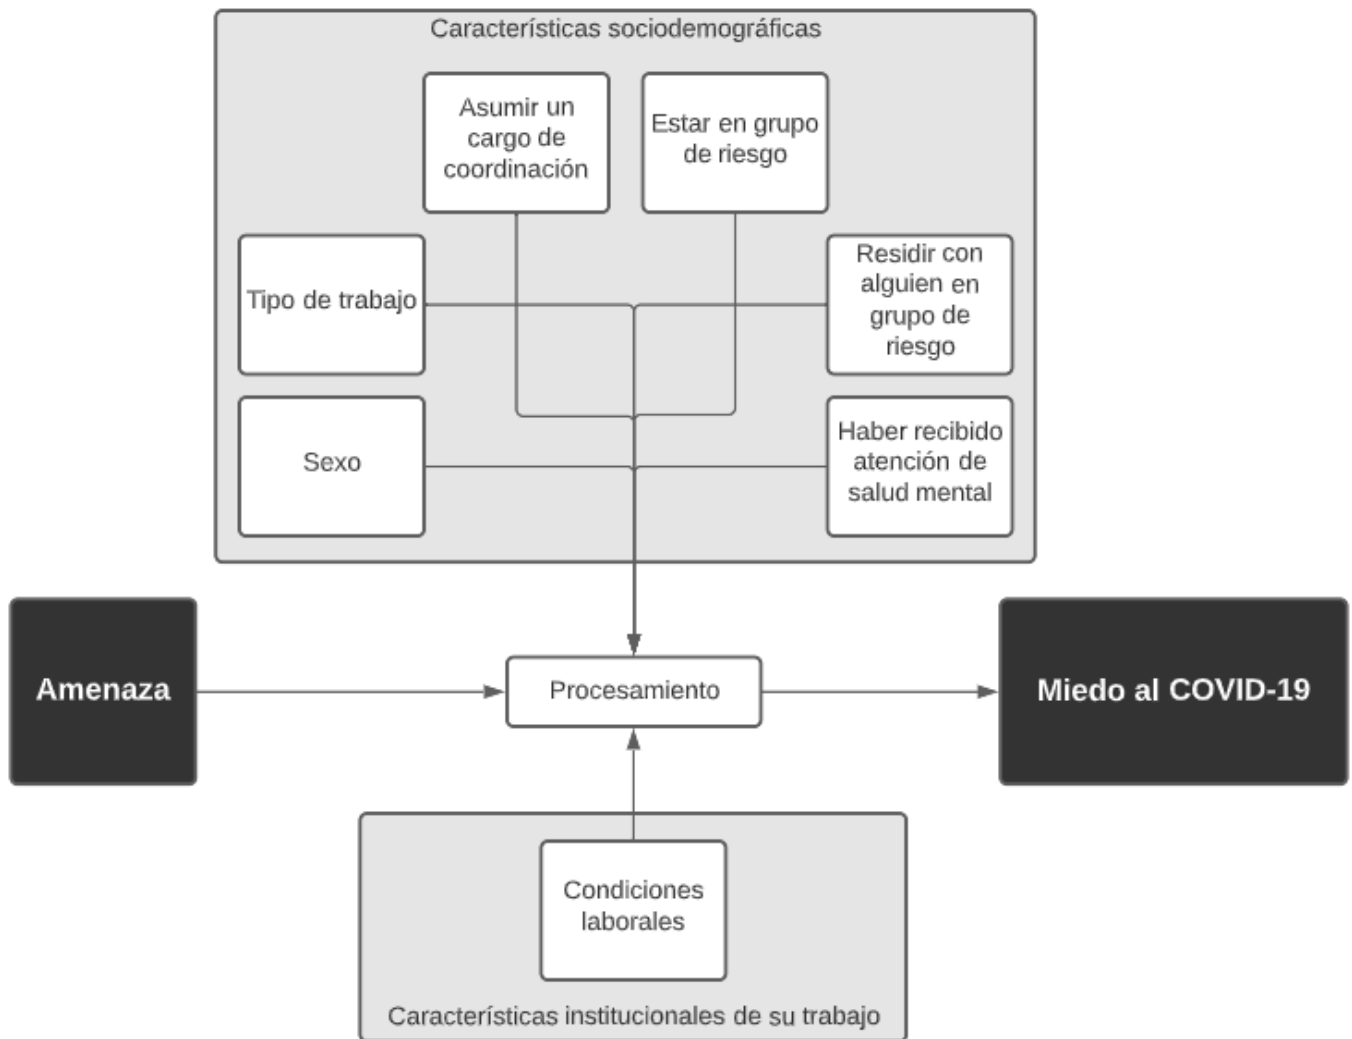 Característícas sociodemográficas
Asumir un
cargo de
coordinación
Estar en grupo
de riesgo
Tipo de trabajo
Residir con
alguien en
grupo de
riesgo
Sexo
Haber recibido
atención de
salud mental
Amenaza
Procesamiento
Miedo al COVID-19
Condiciones
laborales
Característícas institucionales de su trabajo